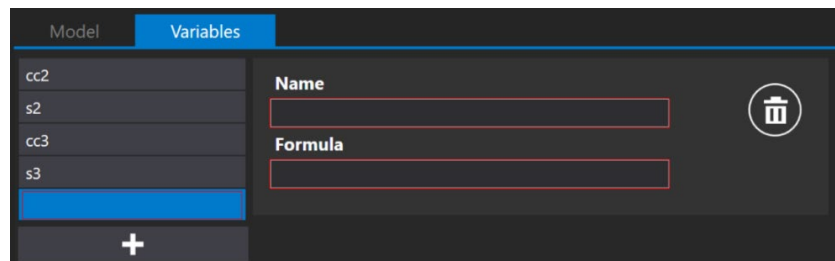 Model Variables
cc2
s2
cc3
s3
Name
Formula